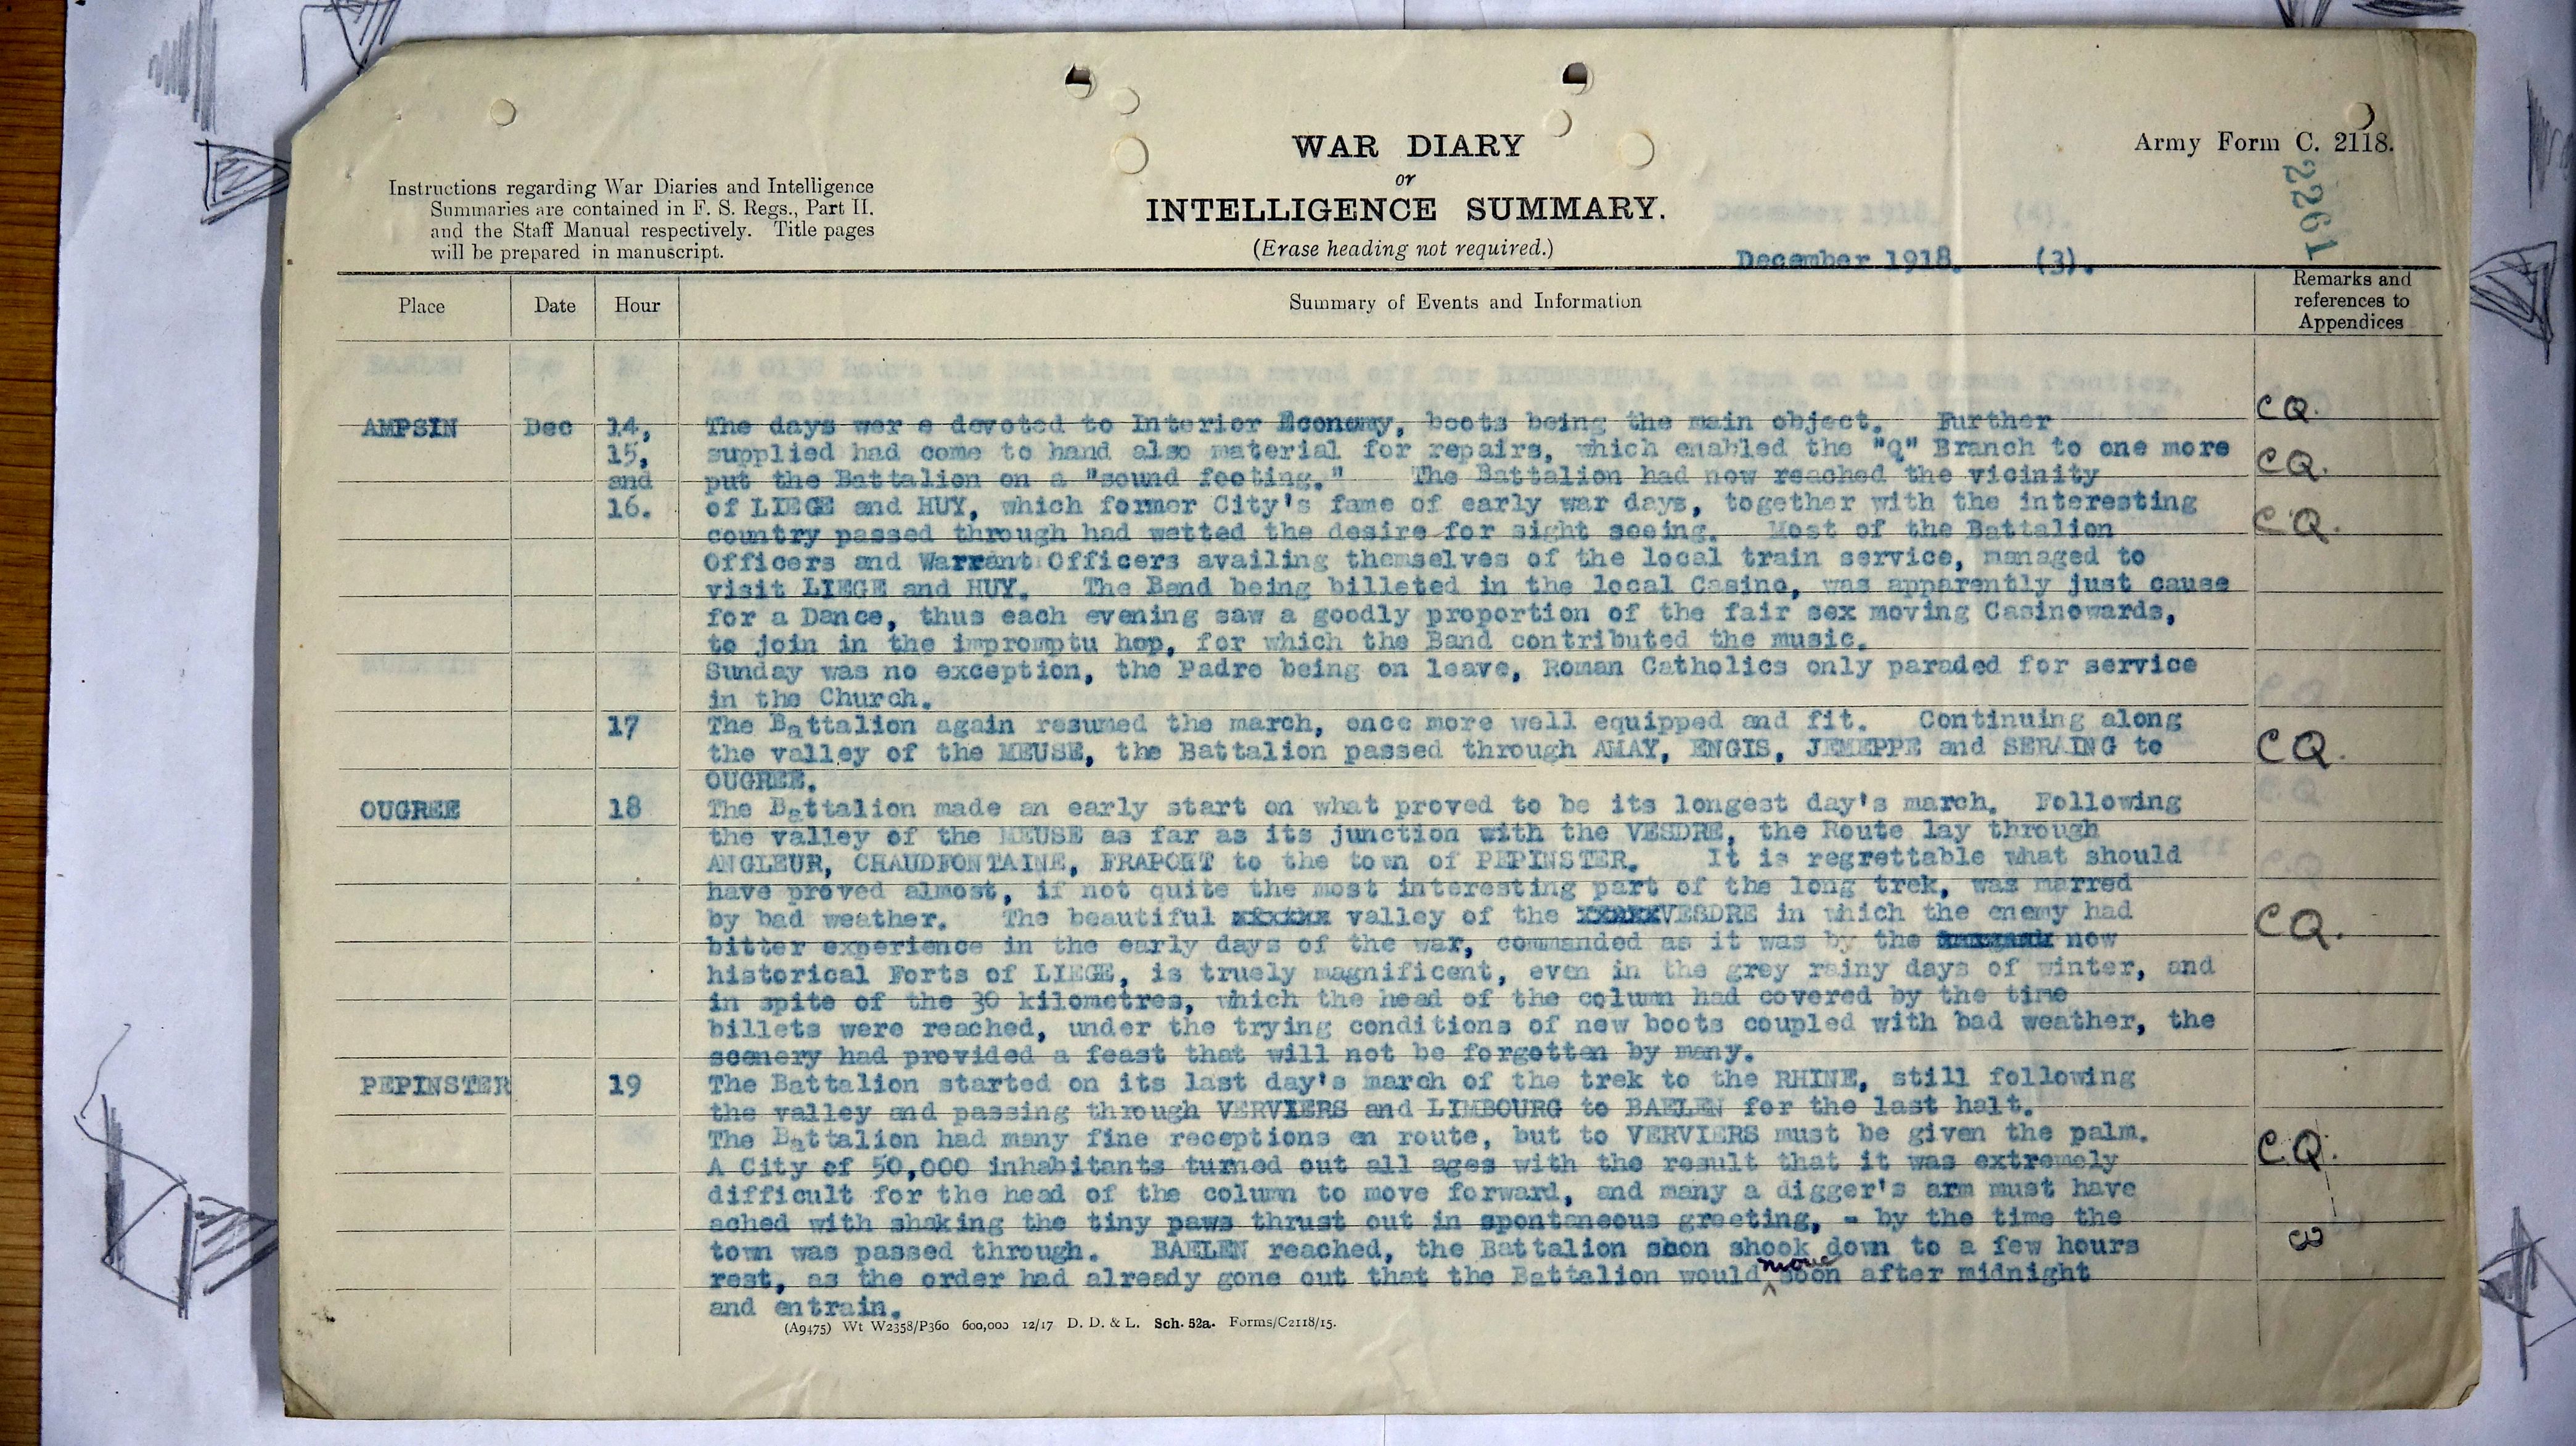 WAR DIARY
or
INTELLIGENCE SUMMARY.
(Erase heading not required.)
Army Form C. 2118.
2261
Instructions regarding War Diaries and Intelligence
Summaries are contained in F. S. Regs., Part II.
and the Staff Manual respectively. Title pages
will be prepared in manuscript.
December 1918. (3).
Place Date Hour Summary of Events and Information Remarks and references to Appendices
AMPSIN Dec 14, The days wer e devoted to Interior Economy, boots being the main object. Further CQ.
15, supplied had come to hand also material for repairs, which enabled the "Q" Branch to one more CQ.
and put the Battalion on a "sound footing." The Battalion had now reached the vicinity
16. of LIEGE and HUY, which former City's fame of early war days, together with the interesting CQ.
country passed through had wetted the desire for sight seeing. Most of the Battalion
Officers and Warrant Officers availing themselves of the local train service, managed to
visit LIEGE and HUY. The Band being billeted in the local Casino, was apparently just cause
for a Dance, thus each evening saw a goodly proportion of the fair sex moving Casinowards,
to join in the impromptu hop, for which the Band contributed the music.
Sunday was no exception, the Padre being on leave, Roman Catholics only paraded for service
in the Church.
17 The Battalion again resumed the march, once more well equipped and fit. Continuing along
the valley of the MEUSE, the Battalion passed through AMAY, ENGIS, JEMEPPE and SERAING to CQ.
OUGREE.
OUGREE 18 The Battalion made an early start on what proved to be its longest day's march. Following
the valley of the MEUSE as far as its junction with the VESDRE, the Route lay through
ANGLEUR, CHAUDFONTAINE, FRAPONT to the town of PEPINSTER. It is regrettable what should
have proved almost, if not quite the most interesting part of the long trek, was marred
by bad weather. The beautiful valley of the VESDRE in which the enemy had CQ.
bitter experience in the early days of the war, commanded as it was by the now
historical Forts of LIEGE, is truely magnificent, even in the grey rainy days of winter, and
in spite of the 30 kilometres, which the head of the column had covered by the time
billets were reached, under the trying conditions of new boots coupled with bad weather, the
scenery had provided a feast that will not be forgotten by many.
PEPINSTER 19 The Battalion started on its last day's march of the trek to the RHINE, still following
the valley and passing through VERVIERS and LIMBOURG to BAELEN for the last halt.
The Battalion had many fine receptions en route, but to VERVIERS must be given the palm. CQ.
A City of 50,000 inhabitants turned out all ages with the result that it was extremely
difficult for the head of the column to move forward, and many a digger's arm must have
ached with shaking the tiny paws thrust out in spontaneous greeting, - by the time the
town was passed through. BAELEN reached, the Battalion shon shook down to a few hours
rest, as the order had already gone out that the Battalion would move soon after midnight
and entrain.
(A9475) Wt W2358/P360 600,000 12/17 D. D. & L. Sch. 52a. Forms/C2118/15.